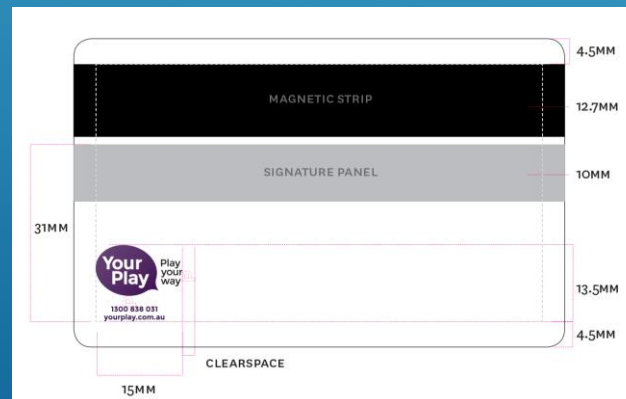 4.5MM
MAGNETIC STRIP
12.7MM
SIGNATURE PANEL
10MM
31MM
Your
Play
Play
your
way
13.5MM
1300 838 031
yourplay.com.au
4.5MM
CLEARSPACE
15MM